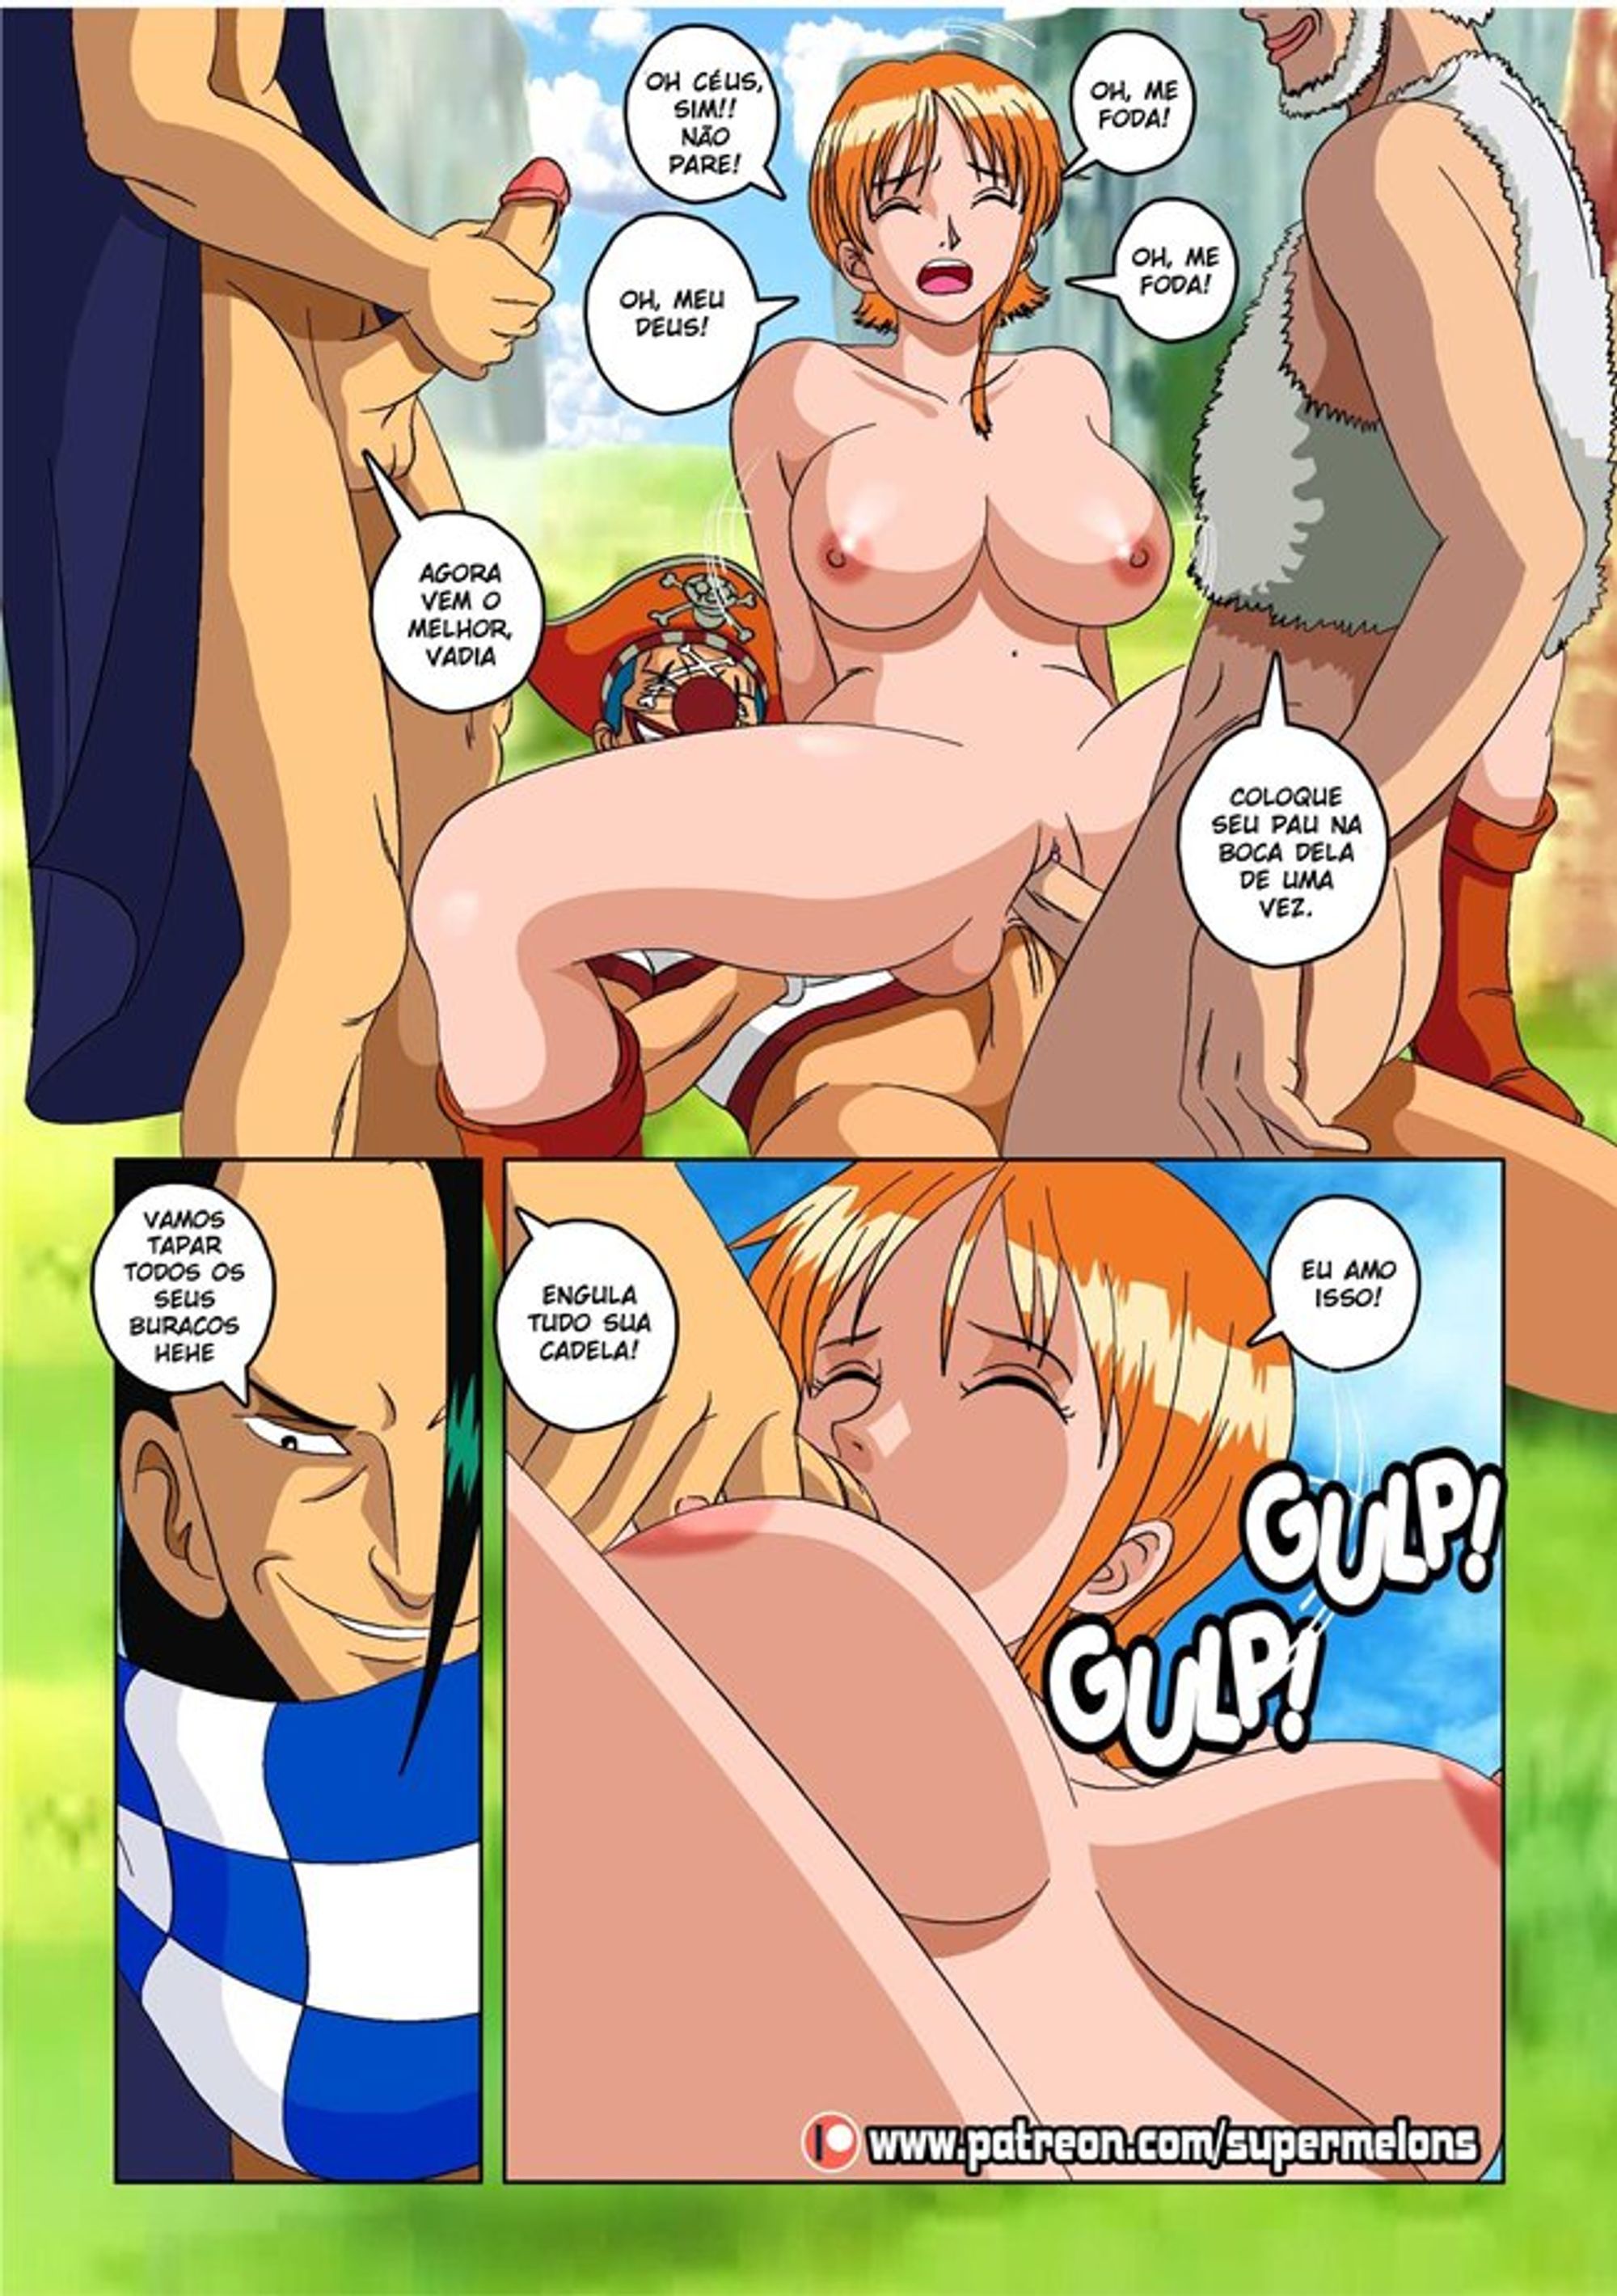 OH CÉUS,
SIM!!
NÃO
PARE!
OH, ME
FODA!
OH, MEU
DEUS!
OH, ME
FODA!
AGORA
VEM O
MELHOR,
VADIA
COLOQUE
SEU PAU NA
BOCA DELA
DE UMA
VEZ.
VAMOS
TAPAR
TODOS OS
SEUS
BURACOS
HEHE
ENGULA
TUDO SUA
CADELA!
EU AMO
ISSO!
GULP!
GULP!
www.patreon.com/supermelons